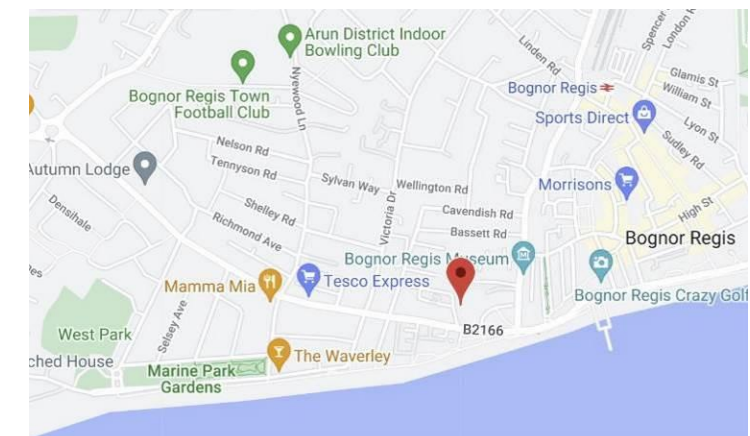 Arun District Indoor
Bowling Club
Spencer
London Rd
Linden Rd
Glamis St
Bognor Regis
William St
Bognor Regis Town
Football Club
Nyewood Ln
Sports Direct
Lyon St
Nelson Rd
Sudley Rd
Autumn Lodge
Tennyson Rd
Sylvan Way
Wellington Rd
Morrisons
Densihale
Shelley Rd
Victoria Dr
Cavendish Rd
High St
Richmond Ave
Bassett Rd
Bognor Regis
Bognor Regis Museum
Mamma Mia
Tesco Express
Bognor Regis Crazy Golf
Selsey Ave
B2166
West Park
ched House
The Waverley
Marine Park
Gardens